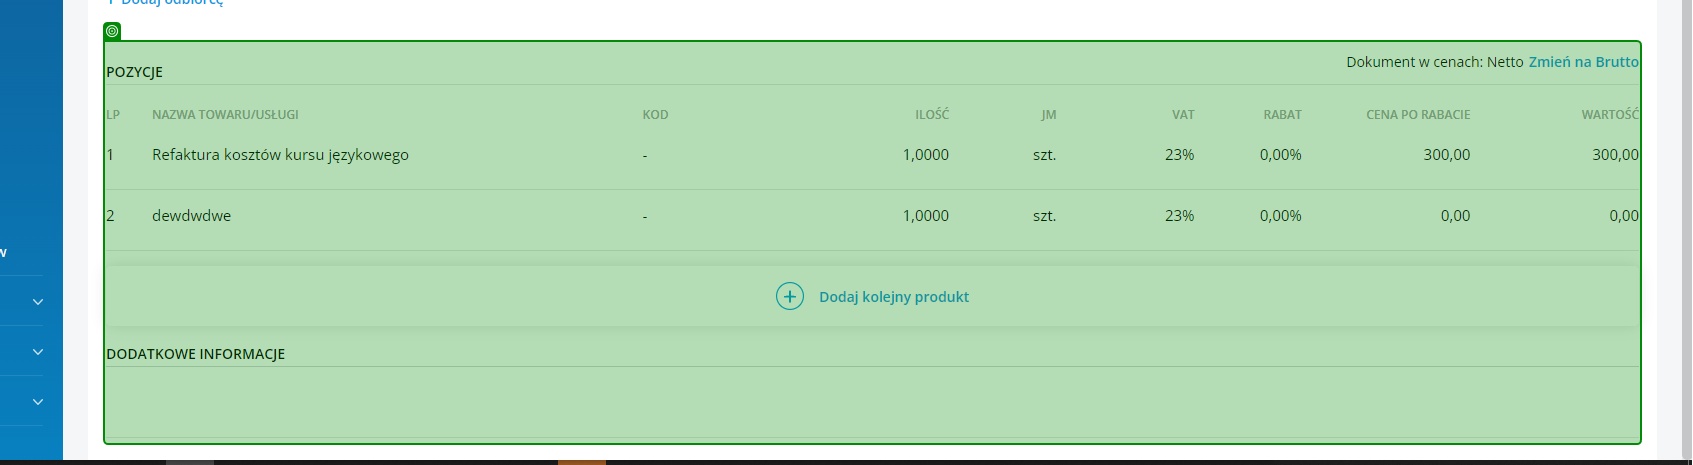 + Dodaj odbiorcę
Dokument w cenach: Netto Zmień na Brutto
POZYCJE
LP NAZWA TOWARU/USŁUGI KOD ILOŚĆ JM VAT RABAT CENA PO RABACIE WARTOŚĆ
1 Refaktura kosztów kursu językowego - 1,0000 szt. 23% 0,00% 300,00 300,00
2 dewdwdwe - 1,0000 szt. 23% 0,00% 0,00 0,00
Dodaj kolejny produkt
DODATKOWE INFORMACJE